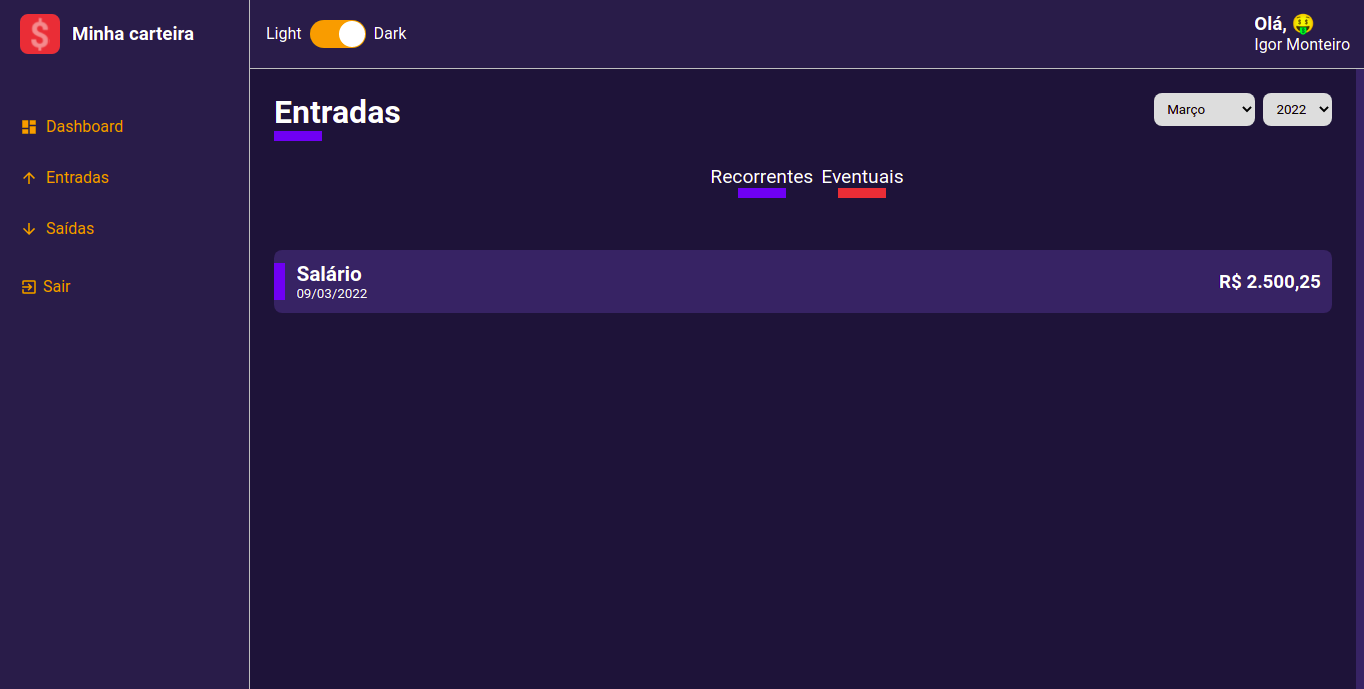 Minha carteira
Light Dark
Olá, 🤑
Igor Monteiro
Dashboard
Entradas
Saídas
Sair
Entradas
Março 2022
Recorrentes Eventuais
Salário
09/03/2022
R$ 2.500,25